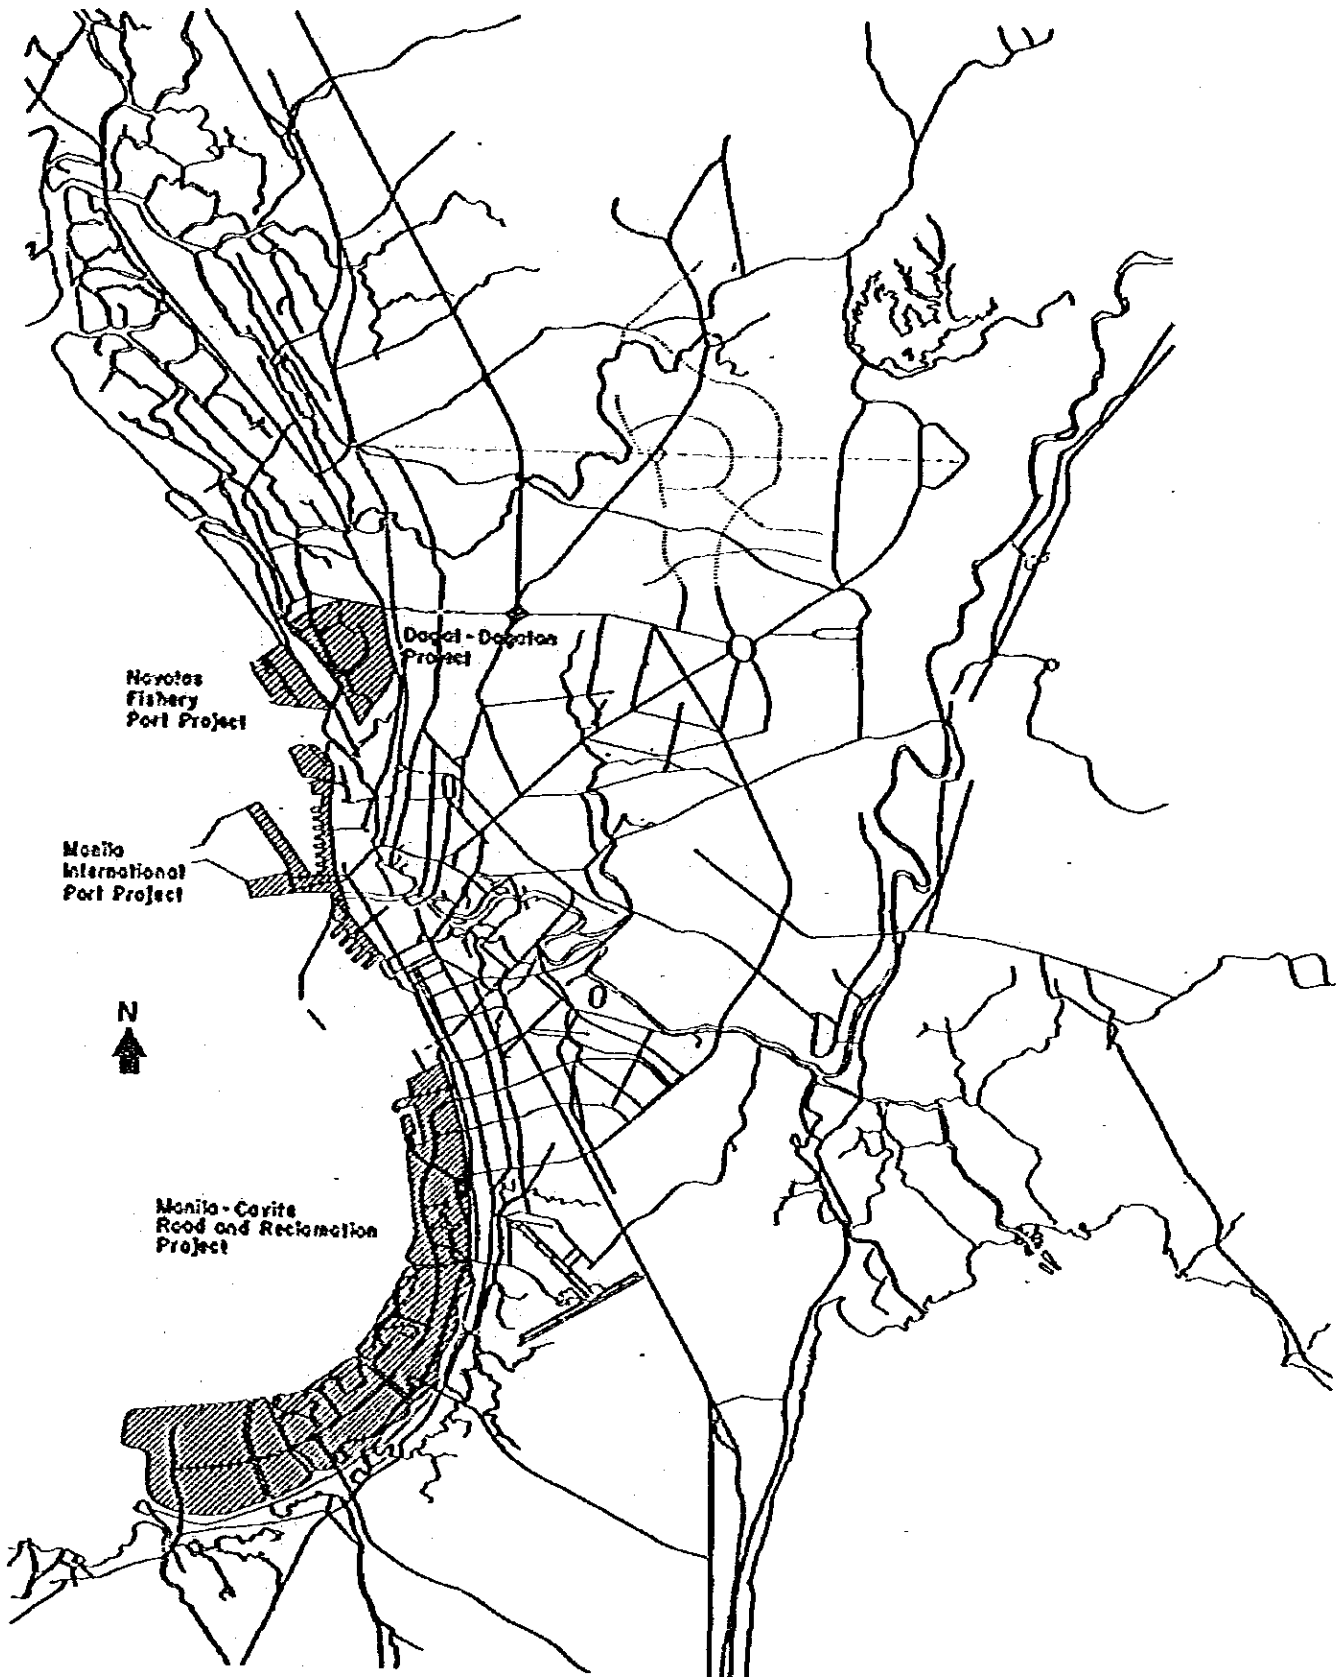 Dagat-Dagatan
Project
Navotas
Fishery
Port Project
Manila
International
Port Project
N
Manila-Cavite
Road and Reclamation
Project